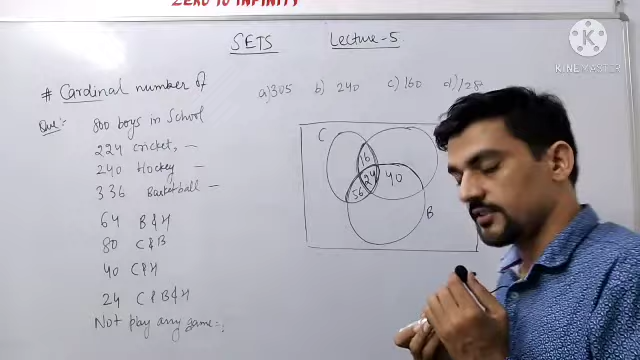 ZERO TO INFINITY
SETS Lecture-5
KINEMASTER
# Cardinal number of
a) 305 b) 240 c) 160 d) 128
Que:- 800 boys in School
224 Cricket, -
240 Hockey -
336 Basketball -
64 B & H
80 C & B
40 C & H
24 C & B & H
Not play any game = ;
C
16
24
40
56
B